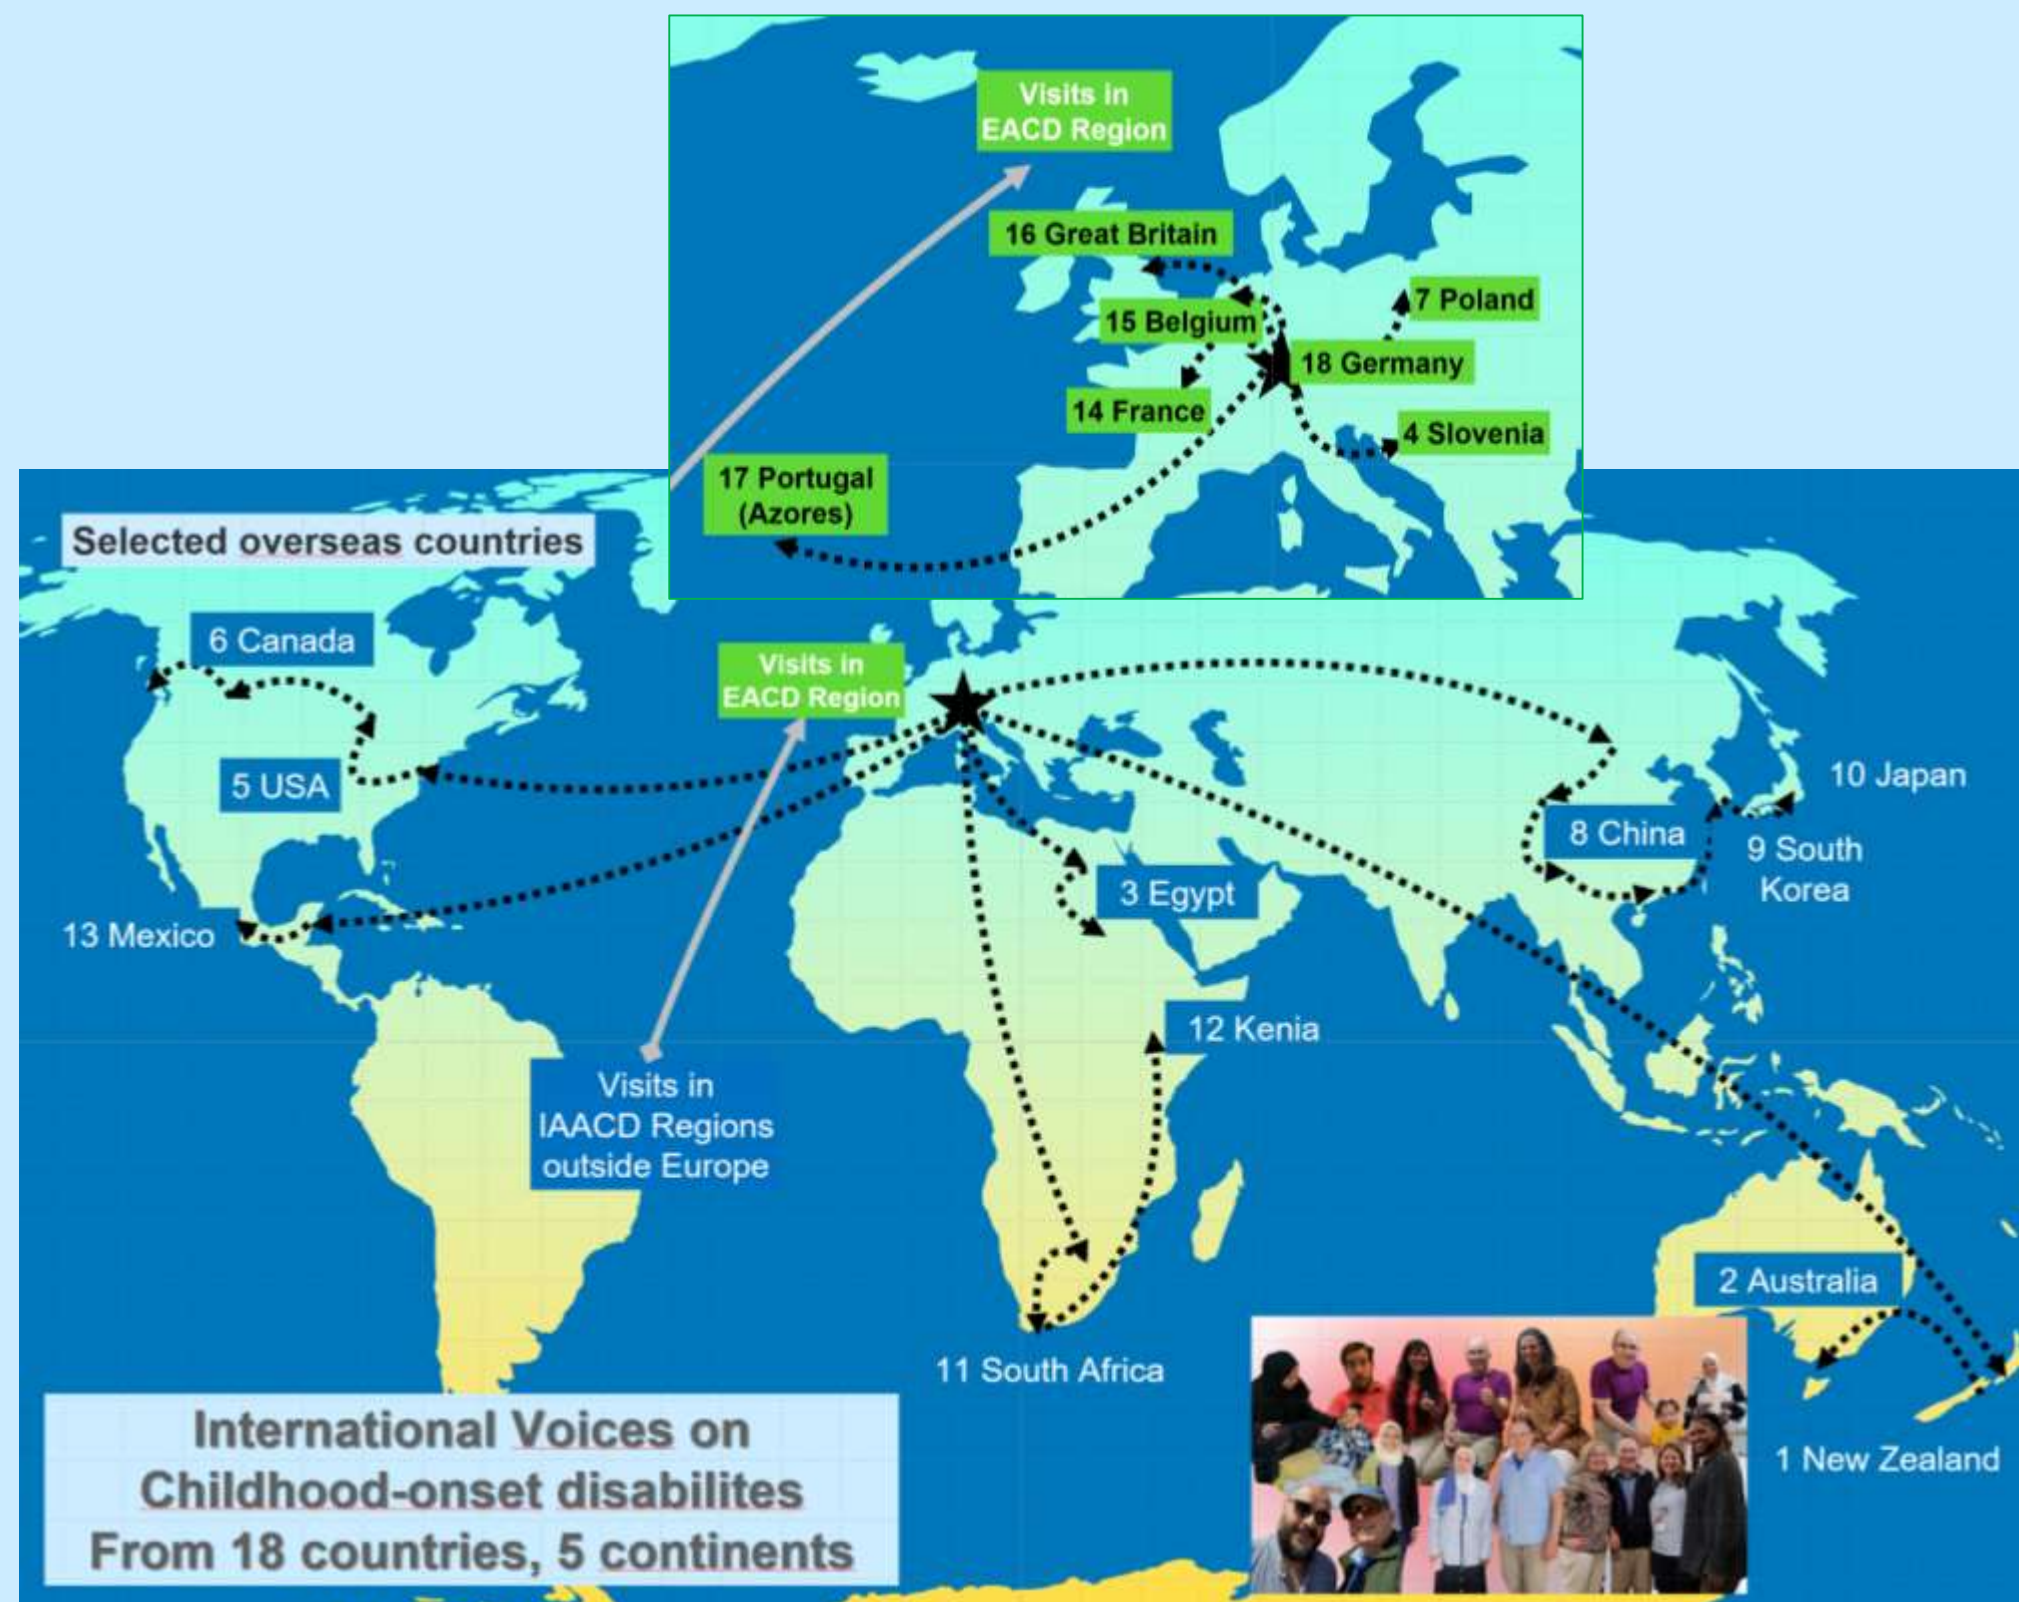 Visits in
EACD Region
16 Great Britain
7 Poland
15 Belgium
18 Germany
14 France
4 Slovenia
17 Portugal
(Azores)
Selected overseas countries
6 Canada
Visits in
EACD Region
5 USA
10 Japan
8 China
9 South
Korea
3 Egypt
13 Mexico
12 Kenia
Visits in
IAACD Regions
outside Europe
2 Australia
11 South Africa
1 New Zealand
International Voices on
Childhood-onset disabilites
From 18 countries, 5 continents